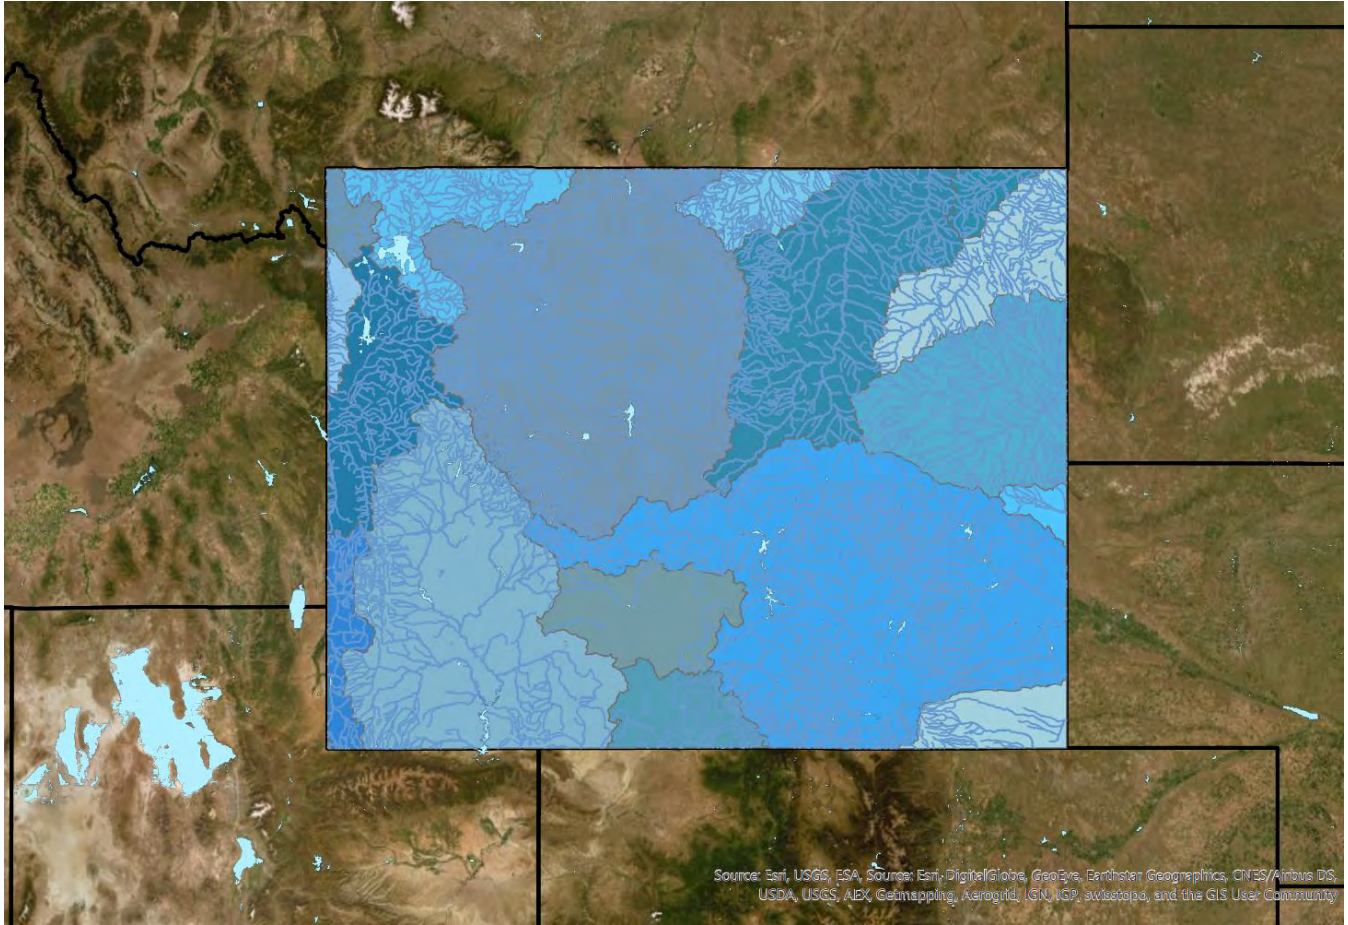 Source: Esri, USGS, ESA, Source: Esri, DigitalGlobe, GeoEye, Earthstar Geographics, CNES/Airbus DS,
USDA, USGS, AEX, Getmapping, Aerogrid, IGN, IGP, swisstopo, and the GIS User Community